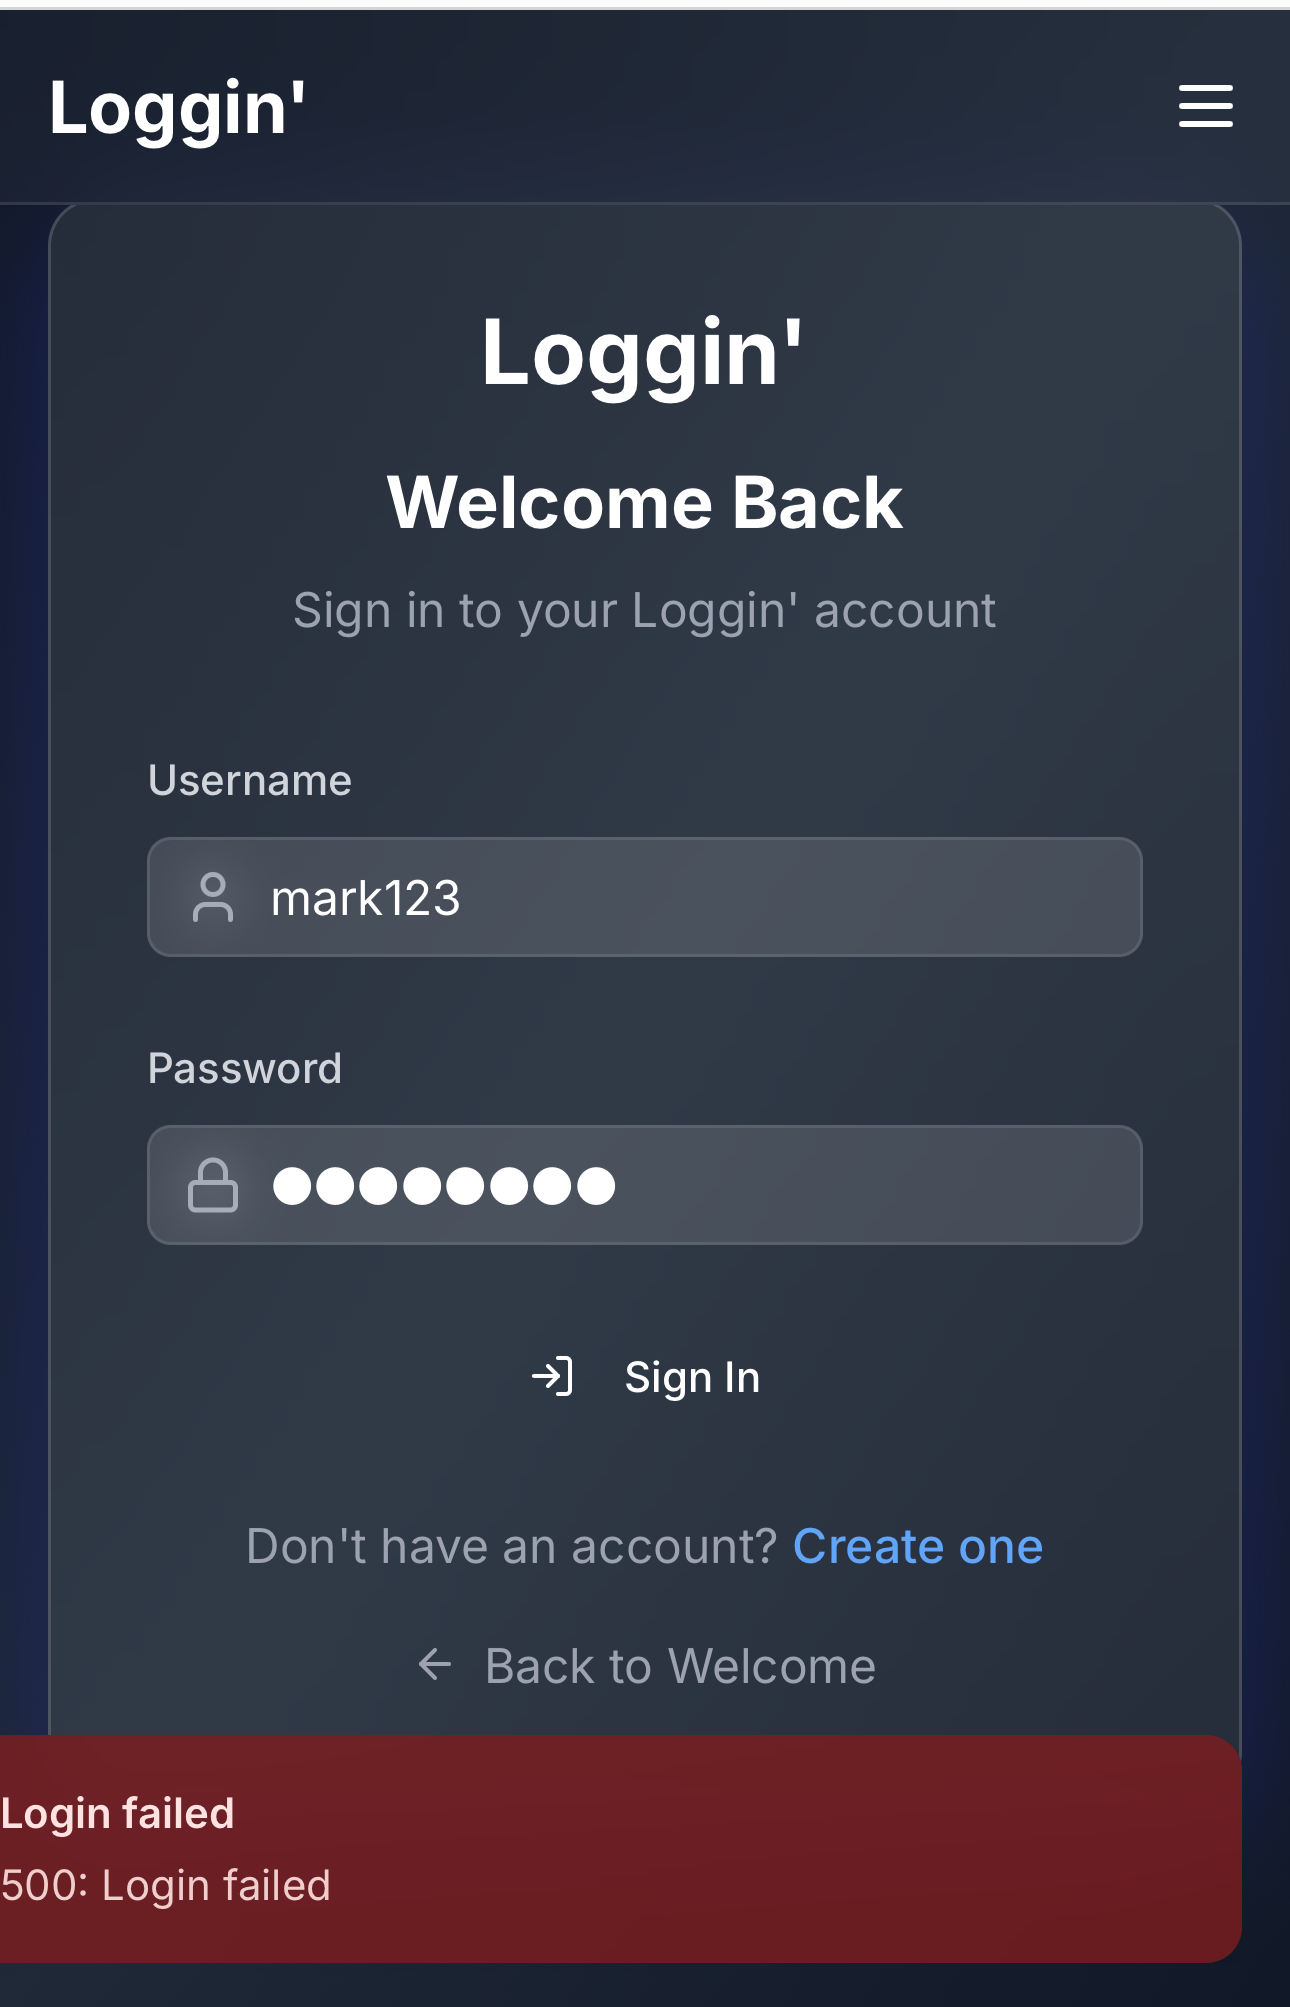 Loggin'
Loggin'
Welcome Back
Sign in to your Loggin' account
Username
mark123
Password
●●●●●●●●
Sign In
Don't have an account? Create one
Back to Welcome
Login failed
500: Login failed